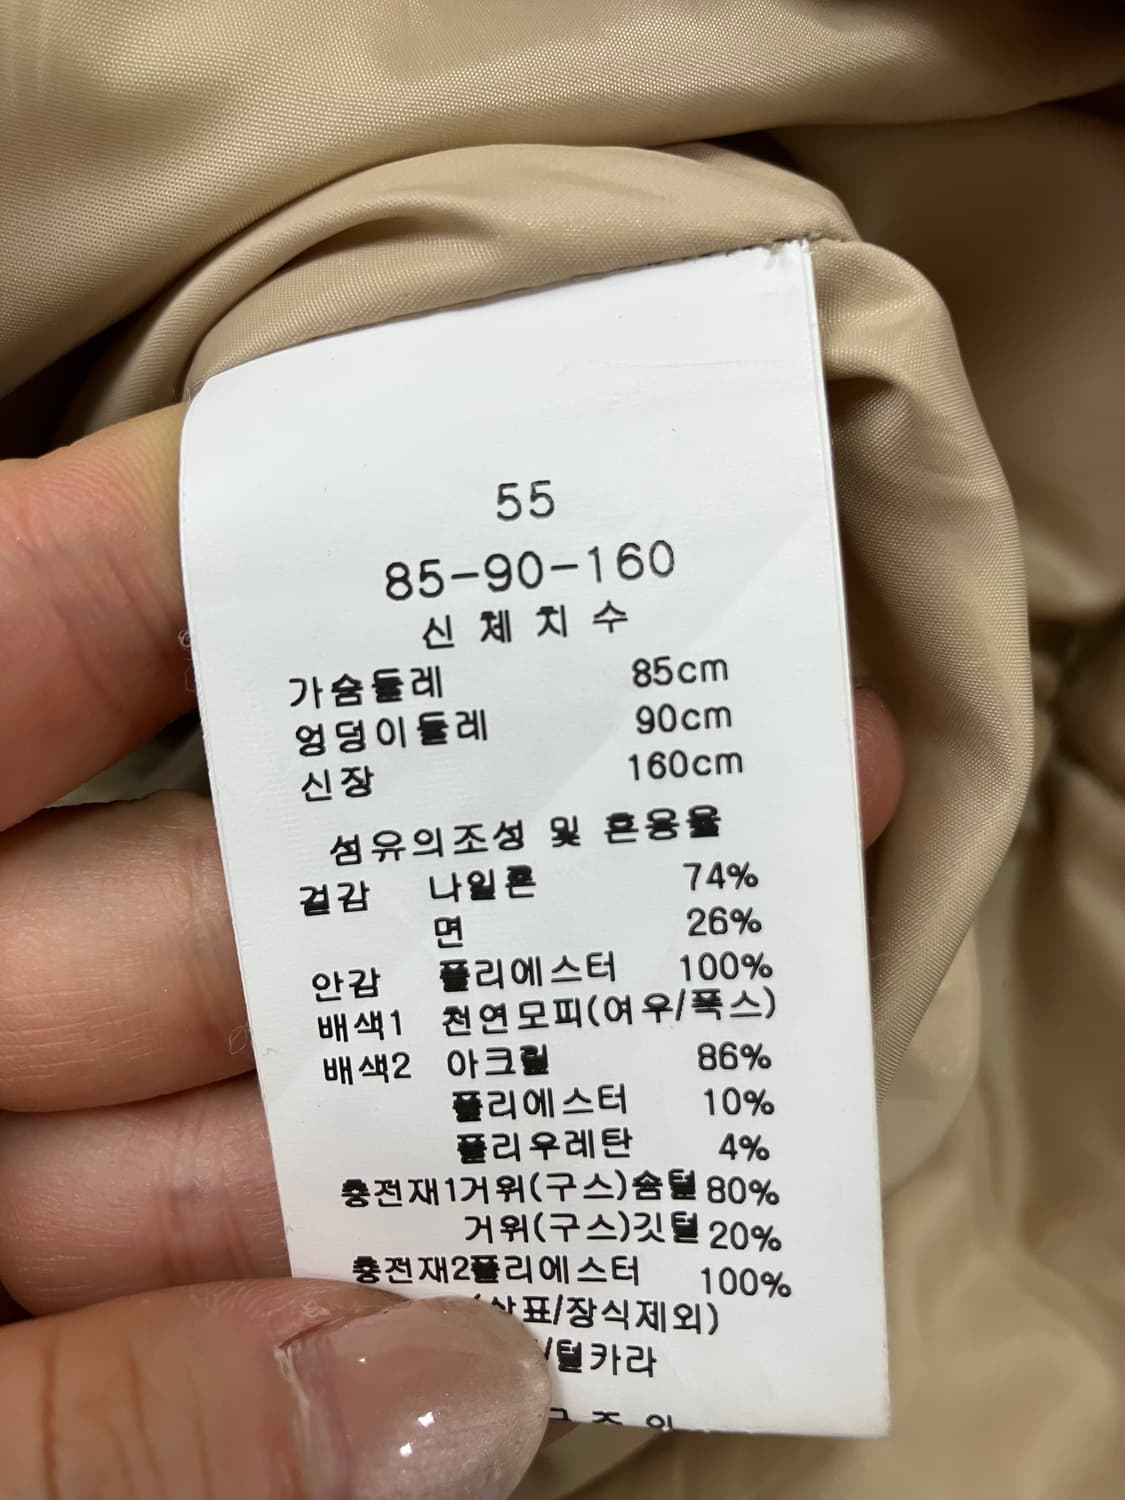 55
85-90-160
신체치수
가슴둘레 85cm
엉덩이둘레 90cm
신장 160cm
섬유의조성 및 혼용율
겉감 나일론 74%
면 26%
안감 폴리에스터 100%
배색1 천연모피(여우/폭스)
배색2 아크릴 86%
폴리에스터 10%
폴리우레탄 4%
충전재1거위(구스)솜털 80%
거위(구스)깃털 20%
충전재2폴리에스터 100%
(상표/장식제외)
/털카라